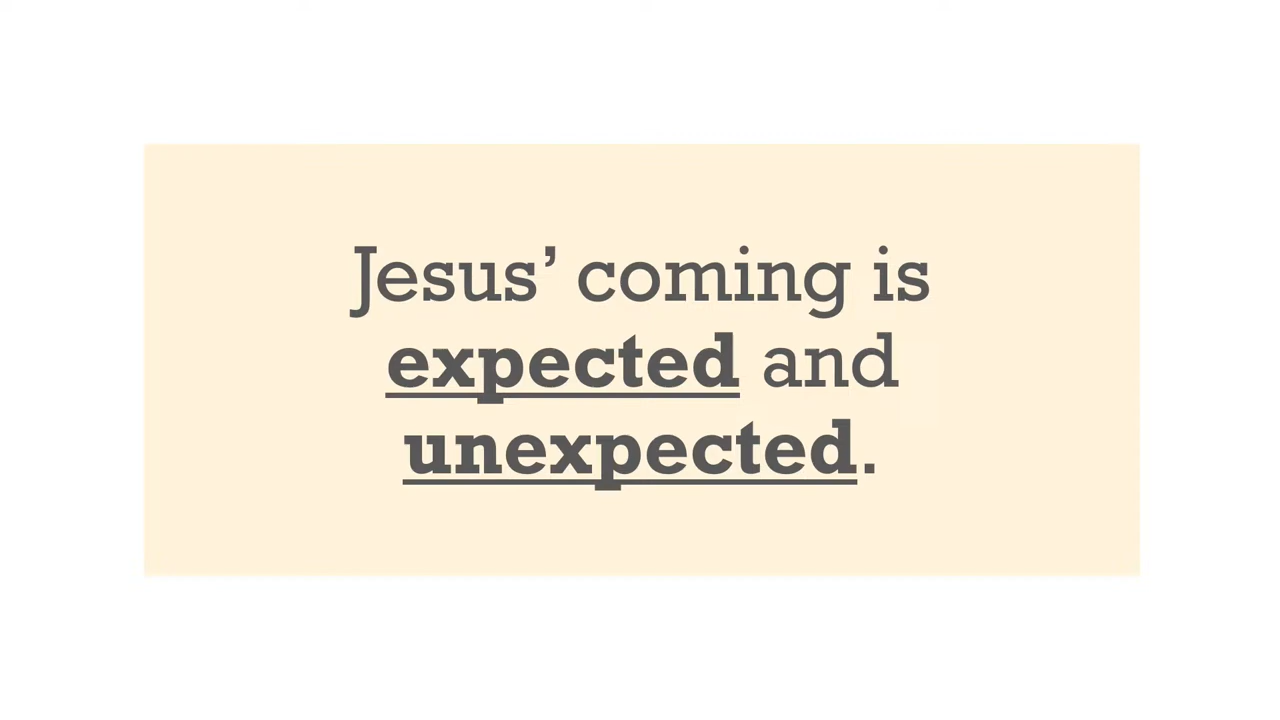 Jesus’ coming is
expected and
unexpected.